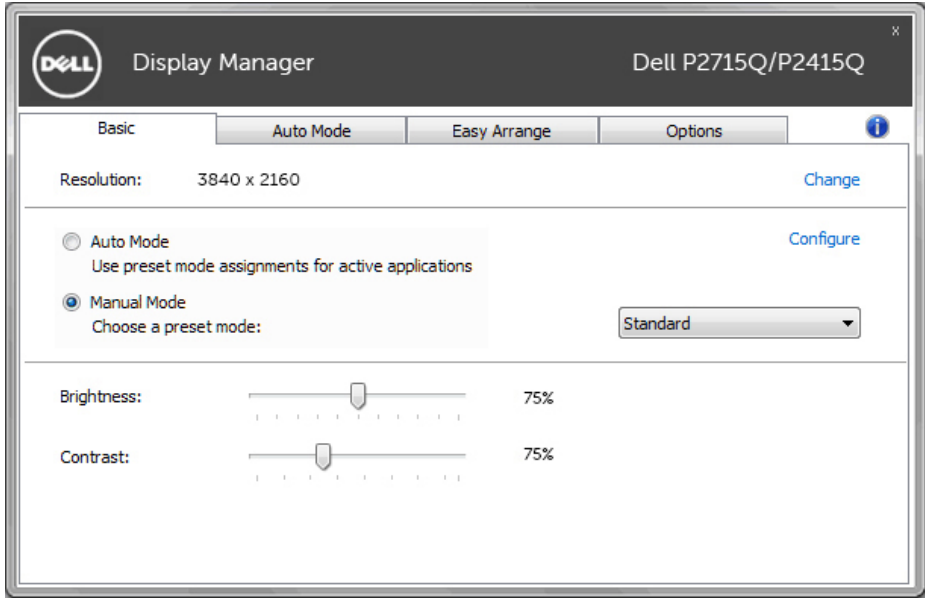 DELL
Display Manager
Dell P2715Q/P2415Q
x
Basic
Auto Mode
Easy Arrange
Options
i
Resolution: 3840 x 2160
Change
Auto Mode
Configure
Use preset mode assignments for active applications
Manual Mode
Choose a preset mode:
Standard
Brightness: 75%
Contrast: 75%